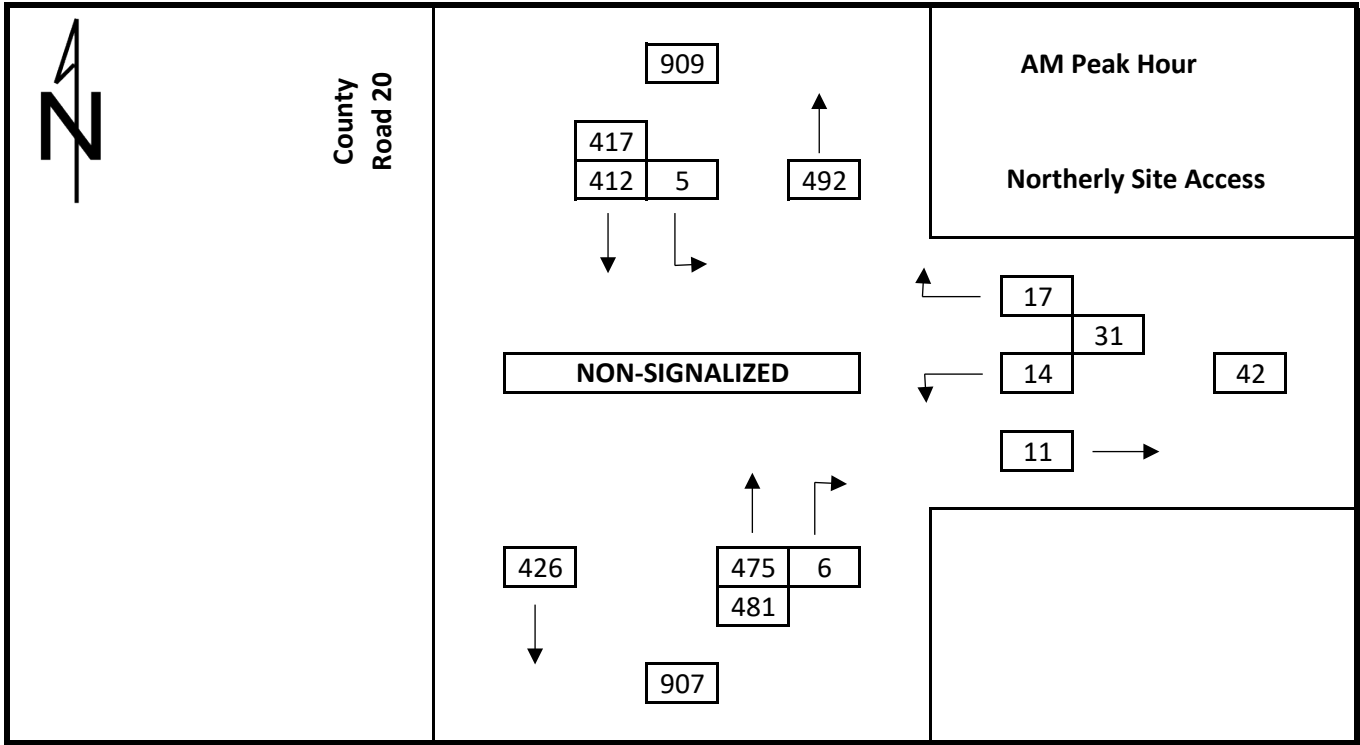 N
County
Road 20
909
AM Peak Hour
417
412 5 492
Northerly Site Access
17
31
NON-SIGNALIZED
14 42
11
426
475 6
481
907